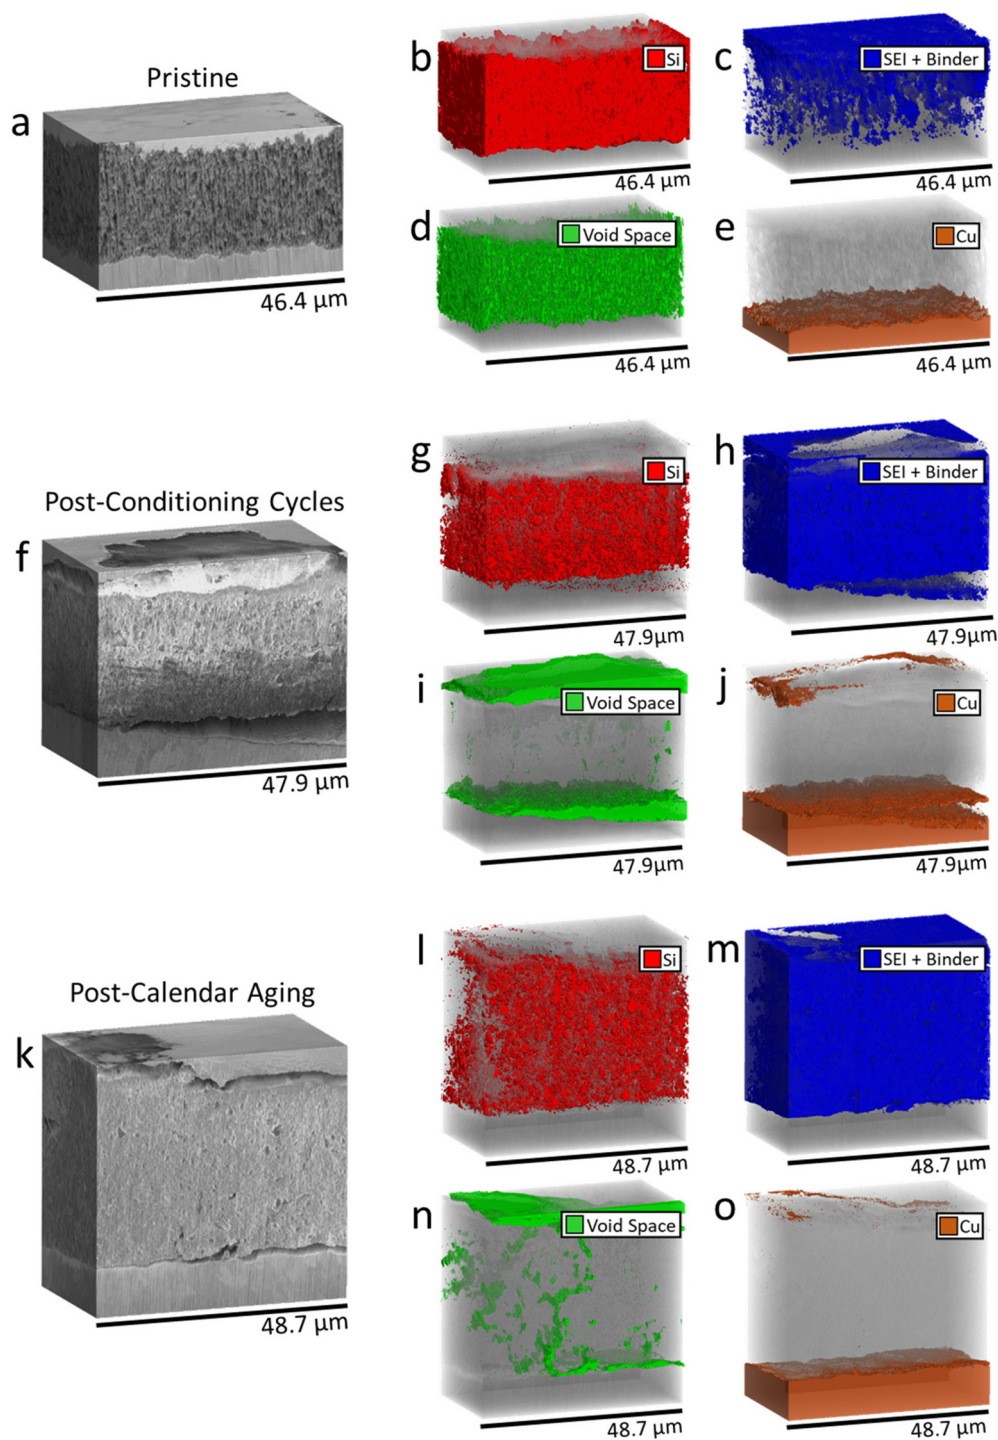 Pristine
a
46.4 μm
b
Si
46.4 μm
c
SEI + Binder
46.4 μm
d
Void Space
46.4 μm
e
Cu
46.4 μm
Post-Conditioning Cycles
f
47.9 μm
g
Si
47.9μm
h
SEI + Binder
47.9μm
i
Void Space
47.9μm
j
Cu
47.9μm
Post-Calendar Aging
k
48.7 μm
l
Si
48.7 μm
m
SEI + Binder
48.7 μm
n
Void Space
48.7 μm
o
Cu
48.7 μm